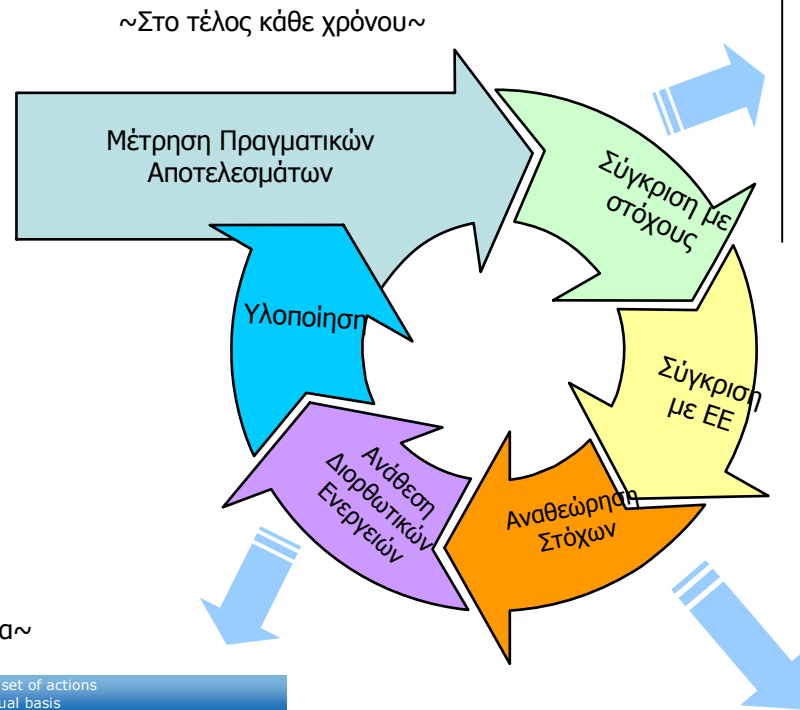 ~Στο τέλος κάθε χρόνου~
Μέτρηση Πραγματικών
Αποτελεσμάτων
Σύγκριση με
στόχους
Σύγκριση
με ΕΕ
Αναθεώρηση
Στόχων
Ανάθεση
Διορθωτικών
Ενεργειών
Υλοποίηση
α~
set of actions
ual basis